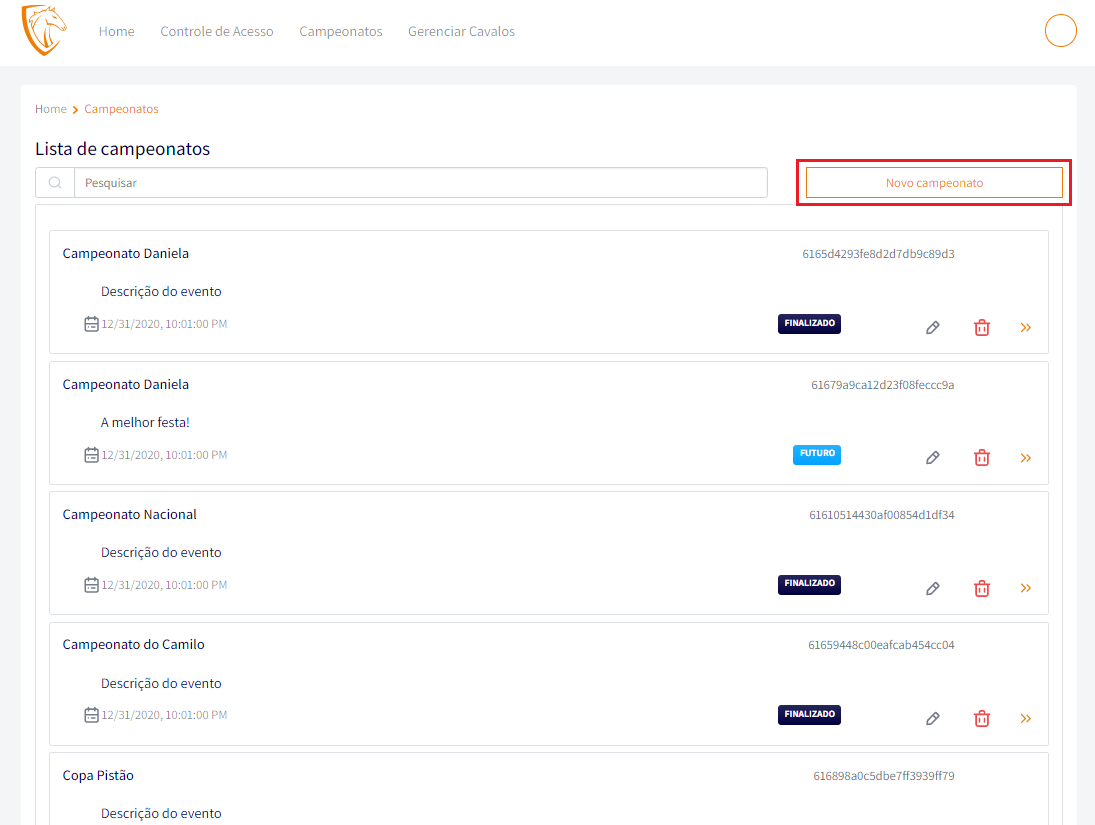 Home Controle de Acesso Campeonatos Gerenciar Cavalos
Home Campeonatos
Lista de campeonatos
Pesquisar Novo campeonato
Campeonato Daniela 6165d4293fe8d2d7db9c89d3
Descrição do evento
12/31/2020, 10:01:00 PM FINALIZADO
Campeonato Daniela 61679a9ca12d23f08feccc9a
A melhor festa!
12/31/2020, 10:01:00 PM FUTURO
Campeonato Nacional 61610514430af00854d1df34
Descrição do evento
12/31/2020, 10:01:00 PM FINALIZADO
Campeonato do Camilo 61659448c00eafcab454cc04
Descrição do evento
12/31/2020, 10:01:00 PM FINALIZADO
Copa Pistão 616898a0c5dbe7ff3939ff79
Descrição do evento